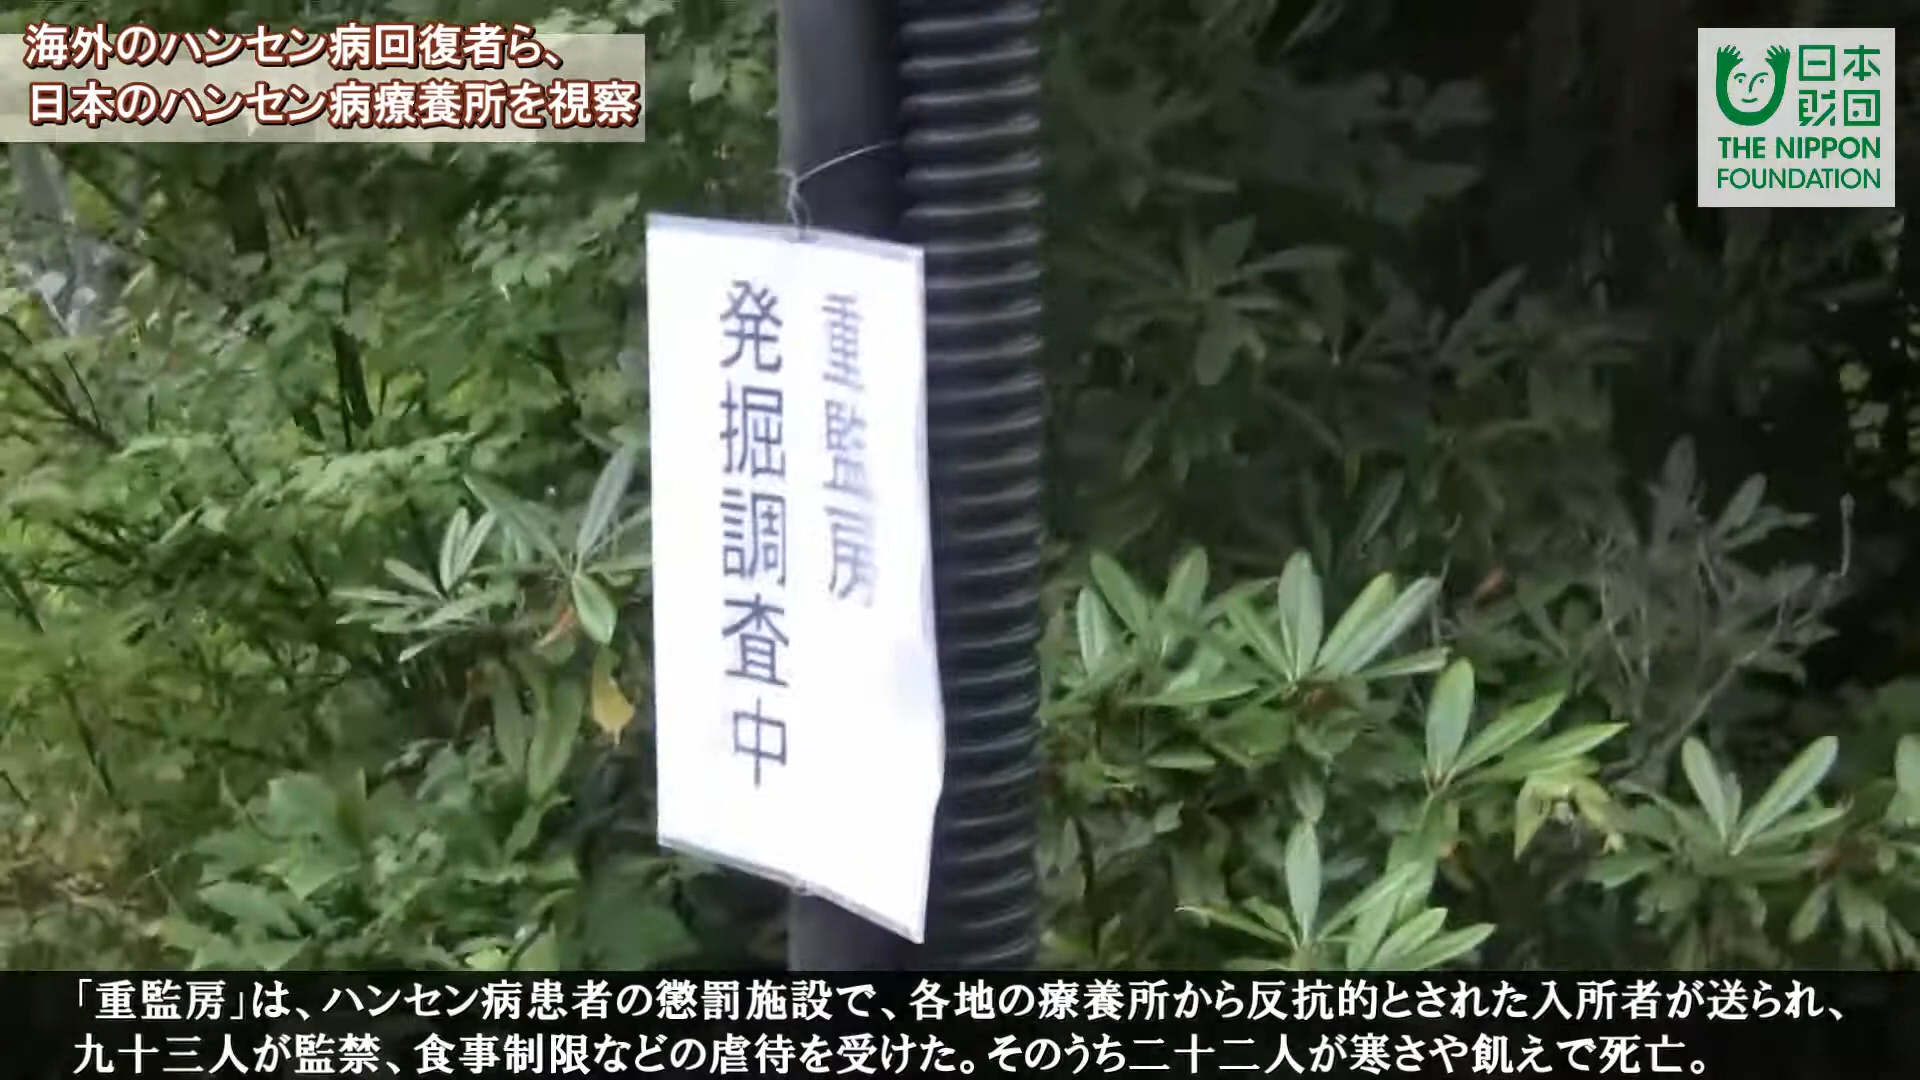 海外のハンセン病回復者ら、
日本のハンセン病療養所を視察
日本
財団
THE NIPPON
FOUNDATION
重監房
発掘調査中
「重監房」は、ハンセン病患者の懲罰施設で、各地の療養所から反抗的とされた入所者が送られ、
九十三人が監禁、食事制限などの虐待を受けた。そのうち二十二人が寒さや飢えで死亡。